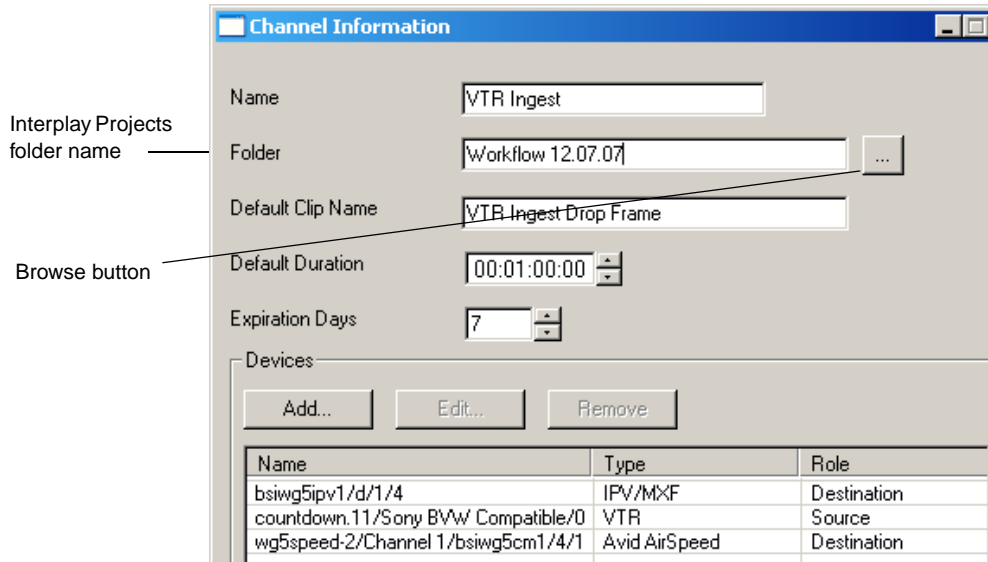 Channel Information
Name
VTR Ingest
Interplay Projects
folder name
Folder
Workflow 12.07.07
...
Default Clip Name
VTR Ingest Drop Frame
Browse button
Default Duration
00:01:00:00
Expiration Days
7
Devices
Add...
Edit...
Remove
Name Type Role
bsiwg5ipv1/d/1/4 IPV/MXF Destination
countdown.11/Sony BVW Compatible/0 VTR Source
wg5speed-2/Channel 1/bsiwg5cm1/4/1 Avid AirSpeed Destination